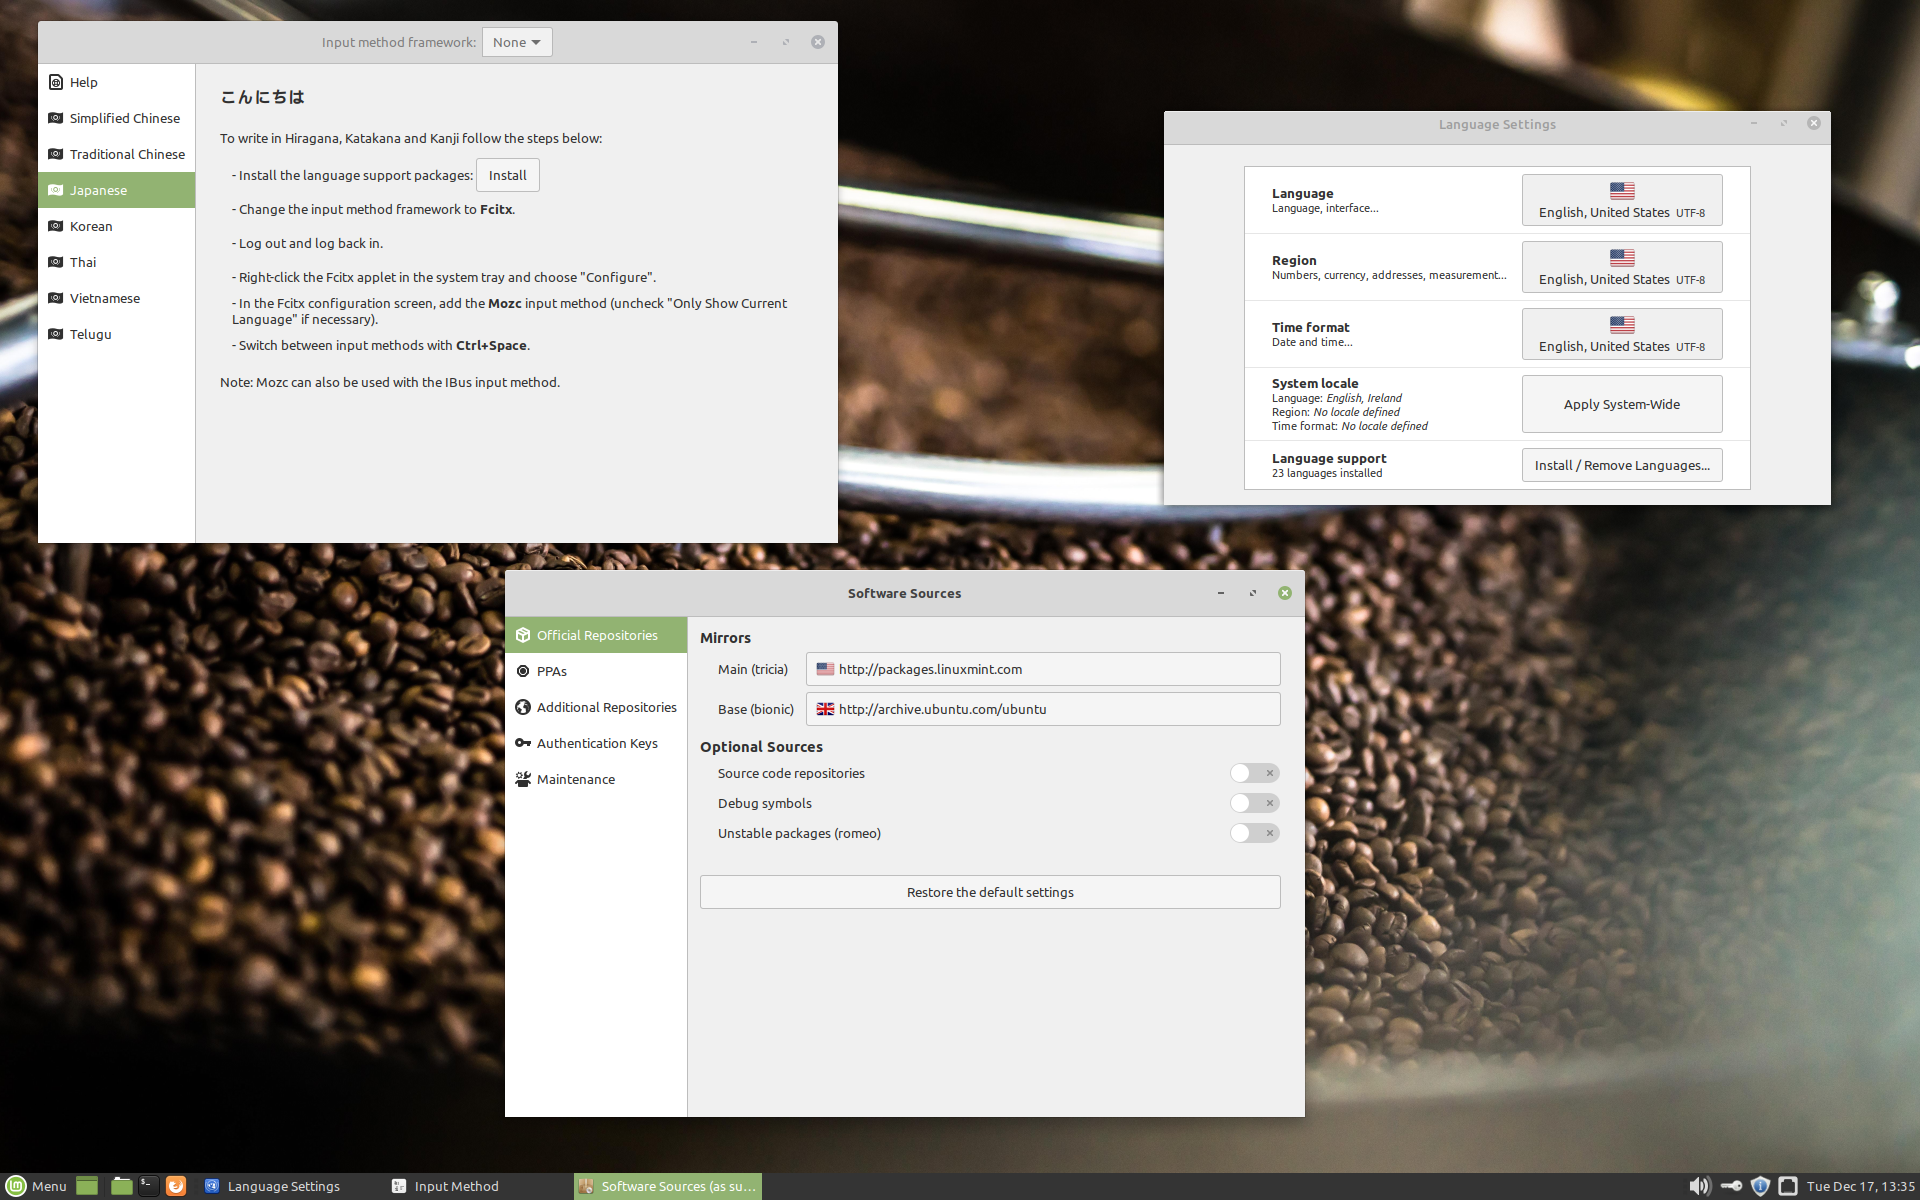 Input method framework: None
Help
Simplified Chinese
Traditional Chinese
Japanese
Korean
Thai
Vietnamese
Telugu
こんにちは
To write in Hiragana, Katakana and Kanji follow the steps below:
- Install the language support packages: Install
- Change the input method framework to Fcitx.
- Log out and log back in.
- Right-click the Fcitx applet in the system tray and choose "Configure".
- In the Fcitx configuration screen, add the Mozc input method (uncheck "Only Show Current
Language" if necessary).
- Switch between input methods with Ctrl+Space.
Note: Mozc can also be used with the IBus input method.
Language Settings
Language
Language, interface...
English, United States UTF-8
Region
Numbers, currency, addresses, measurement...
English, United States UTF-8
Time format
Date and time...
English, United States UTF-8
System locale
Language: English, Ireland
Region: No locale defined
Time format: No locale defined
Apply System-Wide
Language support
23 languages installed
Install / Remove Languages...
Software Sources
Official Repositories
PPAs
Additional Repositories
Authentication Keys
Maintenance
Mirrors
Main (tricia) http://packages.linuxmint.com
Base (bionic) http://archive.ubuntu.com/ubuntu
Optional Sources
Source code repositories
Debug symbols
Unstable packages (romeo)
Restore the default settings
Menu
Language Settings
Input Method
Software Sources (as su...
Tue Dec 17, 13:35